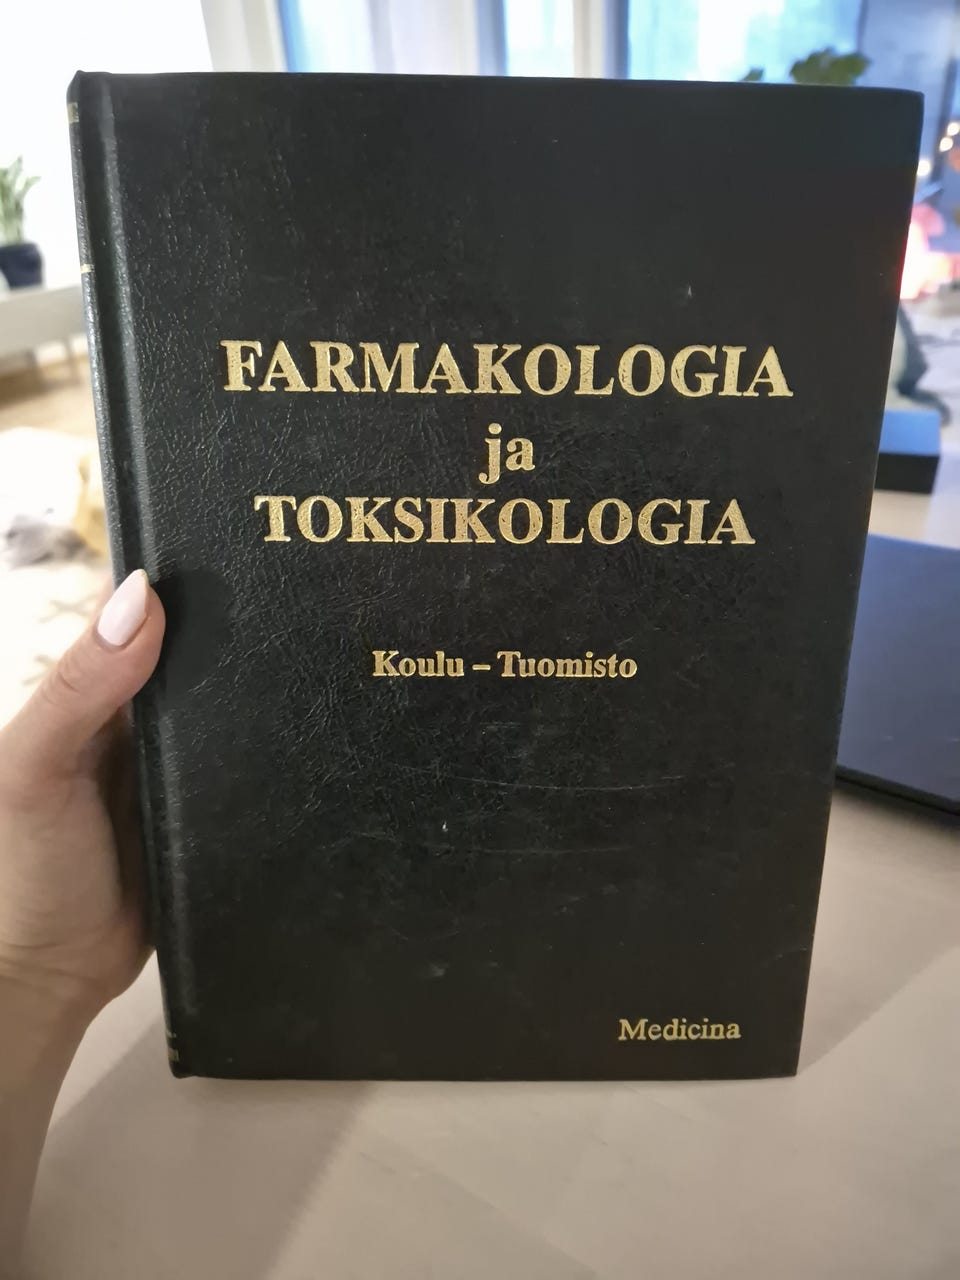 FARMAKOLOGIA
ja
TOKSIKOLOGIA
Koulu – Tuomisto
Medicina